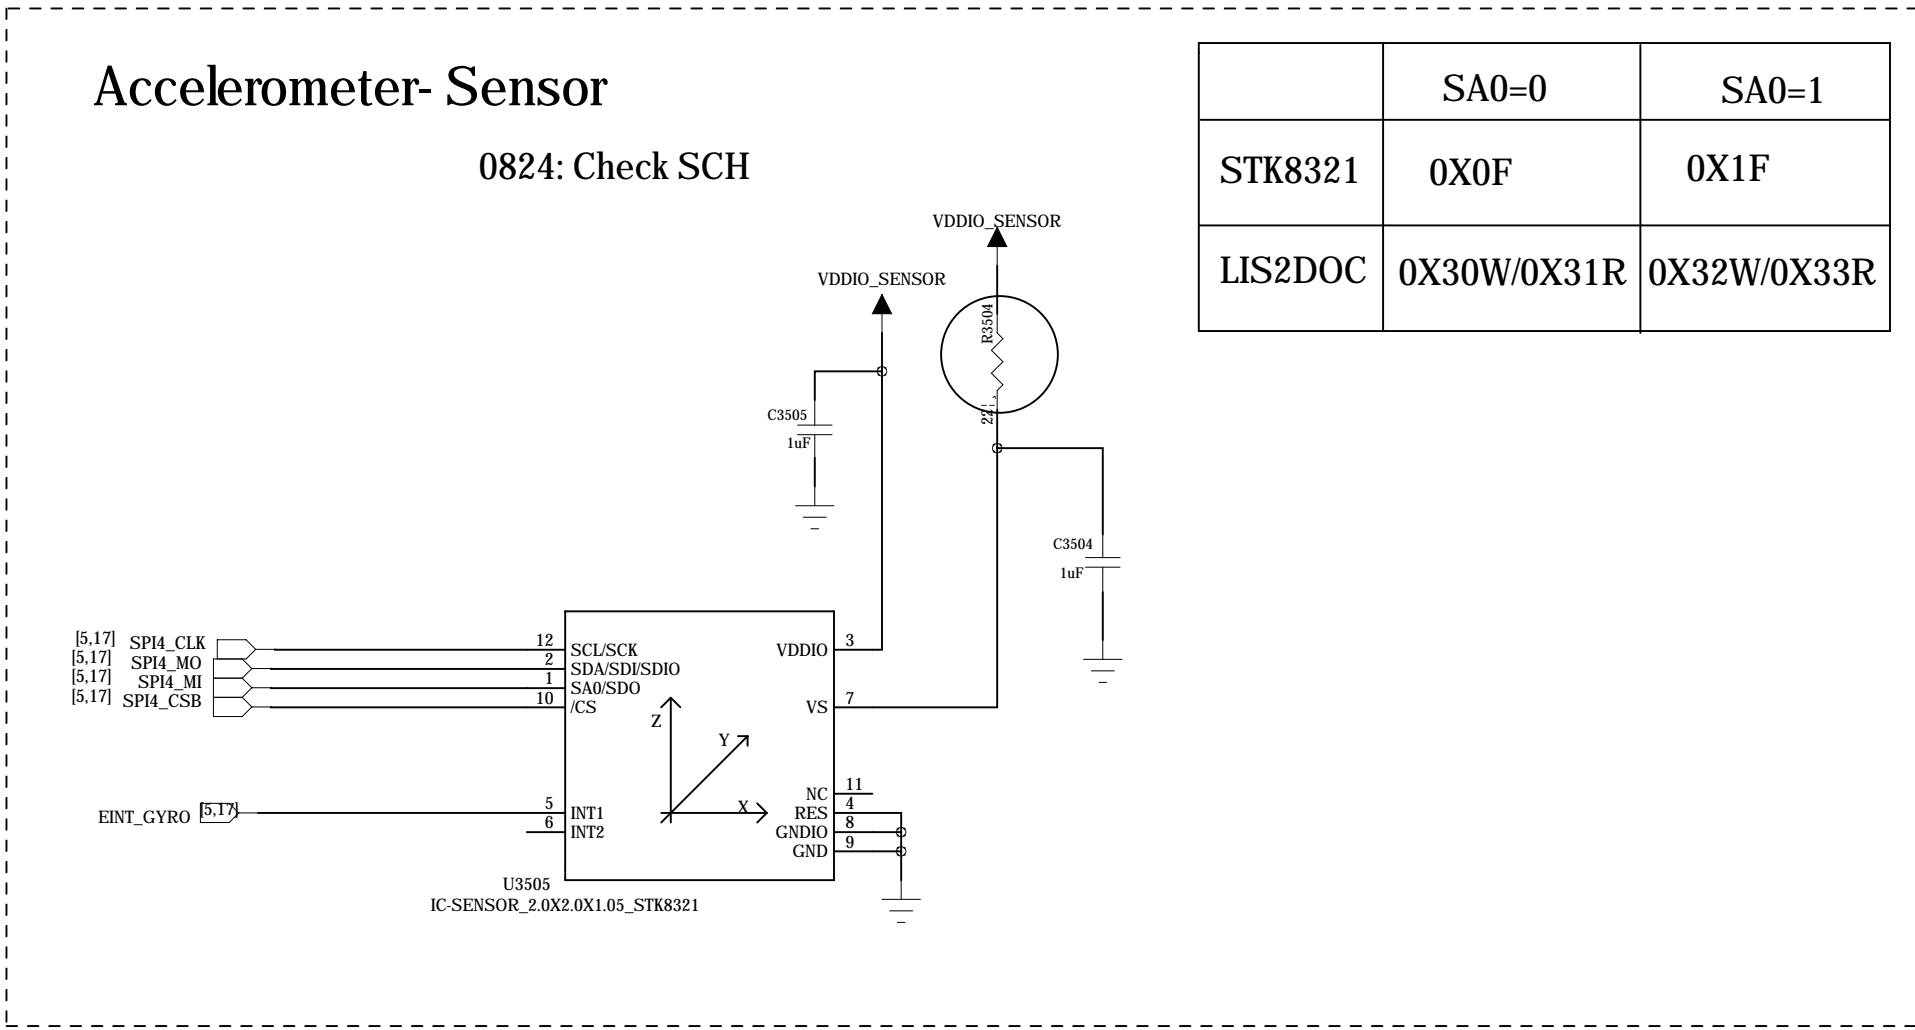 Accelerometer- Sensor
0824: Check SCH
SA0=0 SA0=1
STK8321 0X0F 0X1F
LIS2DOC 0X30W/0X31R 0X32W/0X33R
VDDIO_SENSOR
VDDIO_SENSOR
R3504
C3505
1uF
C3504
1uF
[5,17] SPI4_CLK 12 SCL/SCK VDDIO 3
[5,17] SPI4_MO 2 SDA/SDI/SDIO
[5,17] SPI4_MI 1 SA0/SDO
[5,17] SPI4_CSB 10 /CS VS 7
Z
Y
X
NC 11
EINT_GYRO [5,17] 5 INT1 RES 4
6 INT2 GNDIO 8
GND 9
U3505
IC-SENSOR_2.0X2.0X1.05_STK8321